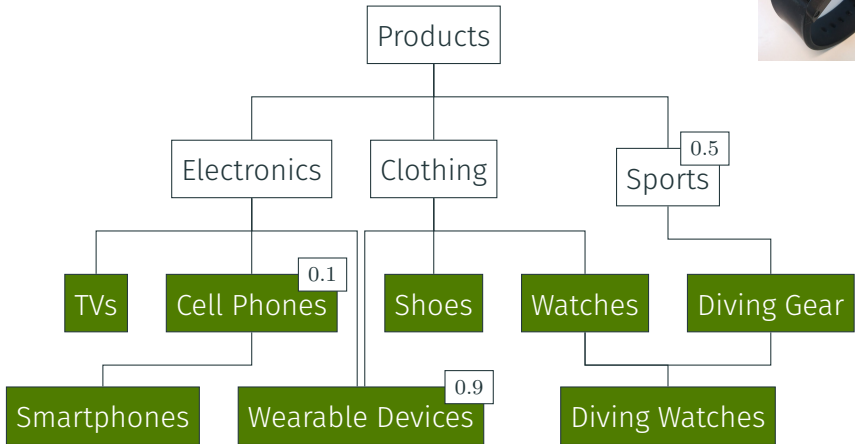 Products
Electronics
Clothing
Sports
0.5
TVs
Cell Phones
0.1
Shoes
Watches
Diving Gear
Smartphones
Wearable Devices
0.9
Diving Watches